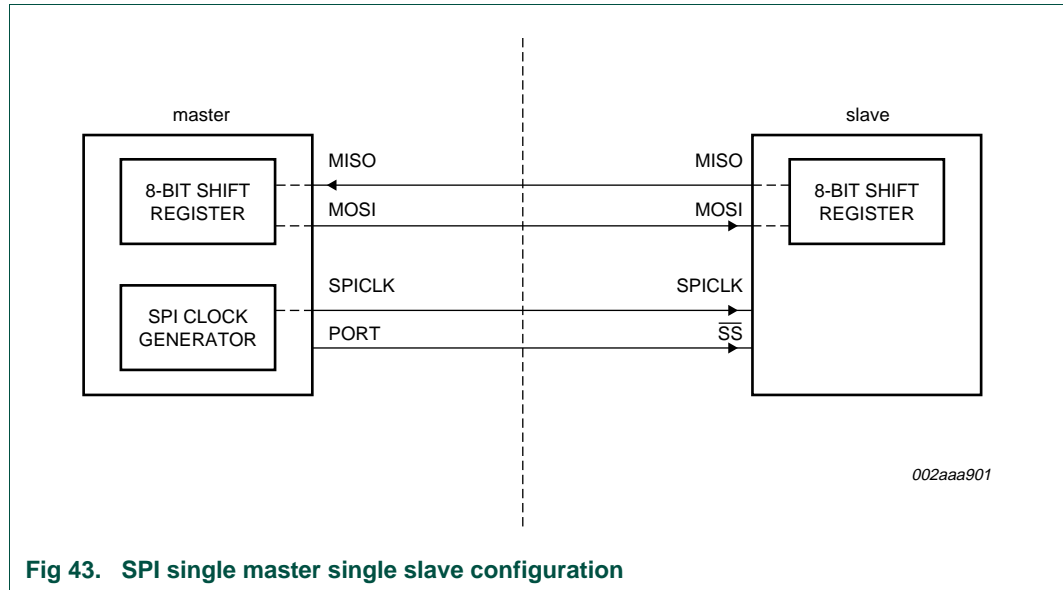 master
slave
8-BIT SHIFT
REGISTER
MISO
MISO
8-BIT SHIFT
REGISTER
MOSI
MOSI
SPI CLOCK
GENERATOR
SPICLK
SPICLK
PORT
S̅S̅
002aaa901
Fig 43. SPI single master single slave configuration